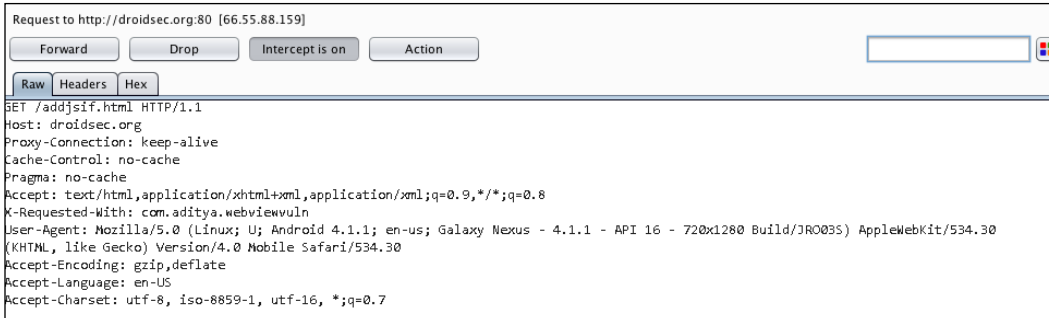 Request to http://droidsec.org:80 [66.55.88.159]
Forward Drop Intercept is on Action
Raw Headers Hex
GET /addjsif.html HTTP/1.1
Host: droidsec.org
Proxy-Connection: keep-alive
Cache-Control: no-cache
Pragma: no-cache
Accept: text/html,application/xhtml+xml,application/xml;q=0.9,*/*;q=0.8
X-Requested-With: com.aditya.webviewvuln
User-Agent: Mozilla/5.0 (Linux; U; Android 4.1.1; en-us; Galaxy Nexus - 4.1.1 - API 16 - 720x1280 Build/JRO03S) AppleWebKit/534.30
(KHTML, like Gecko) Version/4.0 Mobile Safari/534.30
Accept-Encoding: gzip,deflate
Accept-Language: en-US
Accept-Charset: utf-8, iso-8859-1, utf-16, *;q=0.7